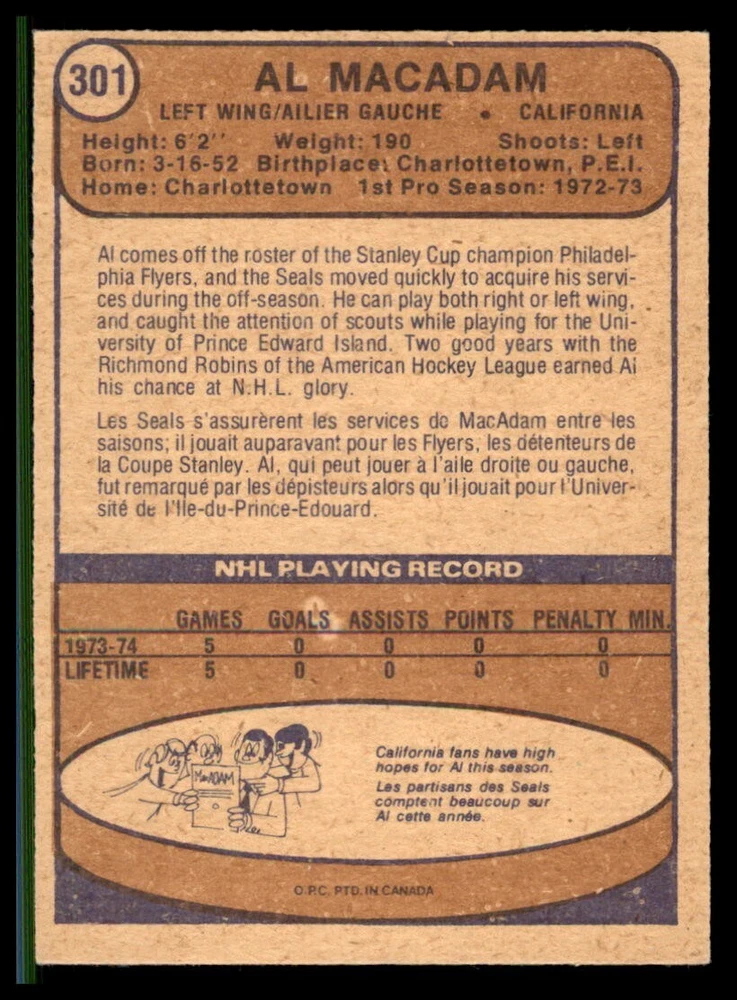 301
AL MACADAM
LEFT WING/AILIER GAUCHE • CALIFORNIA
Height: 6'2'' Weight: 190 Shoots: Left
Born: 3-16-52 Birthplace: Charlottetown, P.E.I.
Home: Charlottetown 1st Pro Season: 1972-73
Al comes off the roster of the Stanley Cup champion Philadel-
phia Flyers, and the Seals moved quickly to acquire his servi-
ces during the off-season. He can play both right or left wing,
and caught the attention of scouts while playing for the Uni-
versity of Prince Edward Island. Two good years with the
Richmond Robins of the American Hockey League earned Al
his chance at N.H.L. glory.
Les Seals s'assurèrent les services de MacAdam entre les
saisons; il jouait auparavant pour les Flyers, les détenteurs de
la Coupe Stanley. Al, qui peut jouer à l'aile droite ou gauche,
fut remarqué par les dépisteurs alors qu'il jouait pour l'Univer-
sité de l'Ile-du-Prince-Edouard.
NHL PLAYING RECORD
GAMES GOALS ASSISTS POINTS PENALTY MIN.
1973-74 5 0 0 0 0
LIFETIME 5 0 0 0 0
MacADAM
California fans have high
hopes for Al this season.
Les partisans des Seals
comptent beaucoup sur
Al cette année.
O.P.C. PTD. IN CANADA